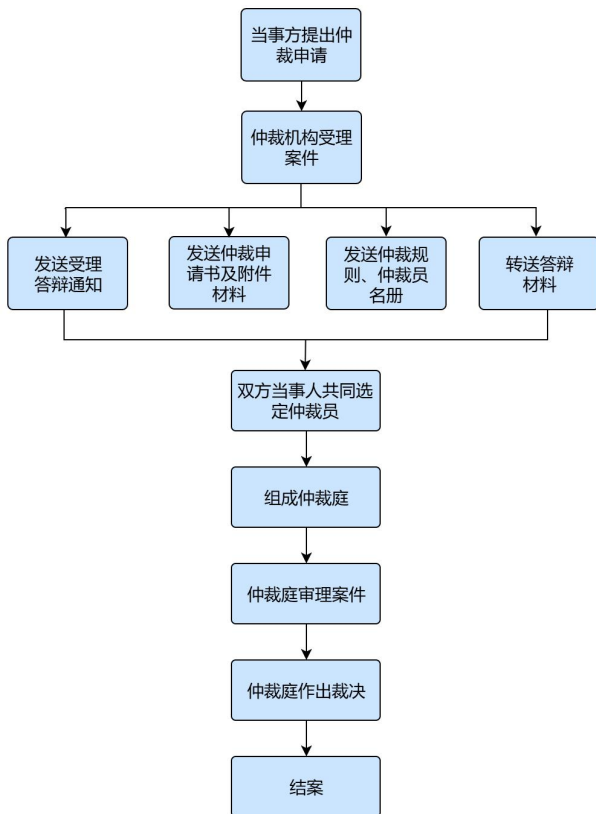 当事方提出仲
裁申请
仲裁机构受理
案件
发送受理
答辩通知
发送仲裁申
请书及附件
材料
发送仲裁规
则、仲裁员
名册
转送答辩
材料
双方当事人共同选
定仲裁员
组成仲裁庭
仲裁庭审理案件
仲裁庭作出裁决
结案